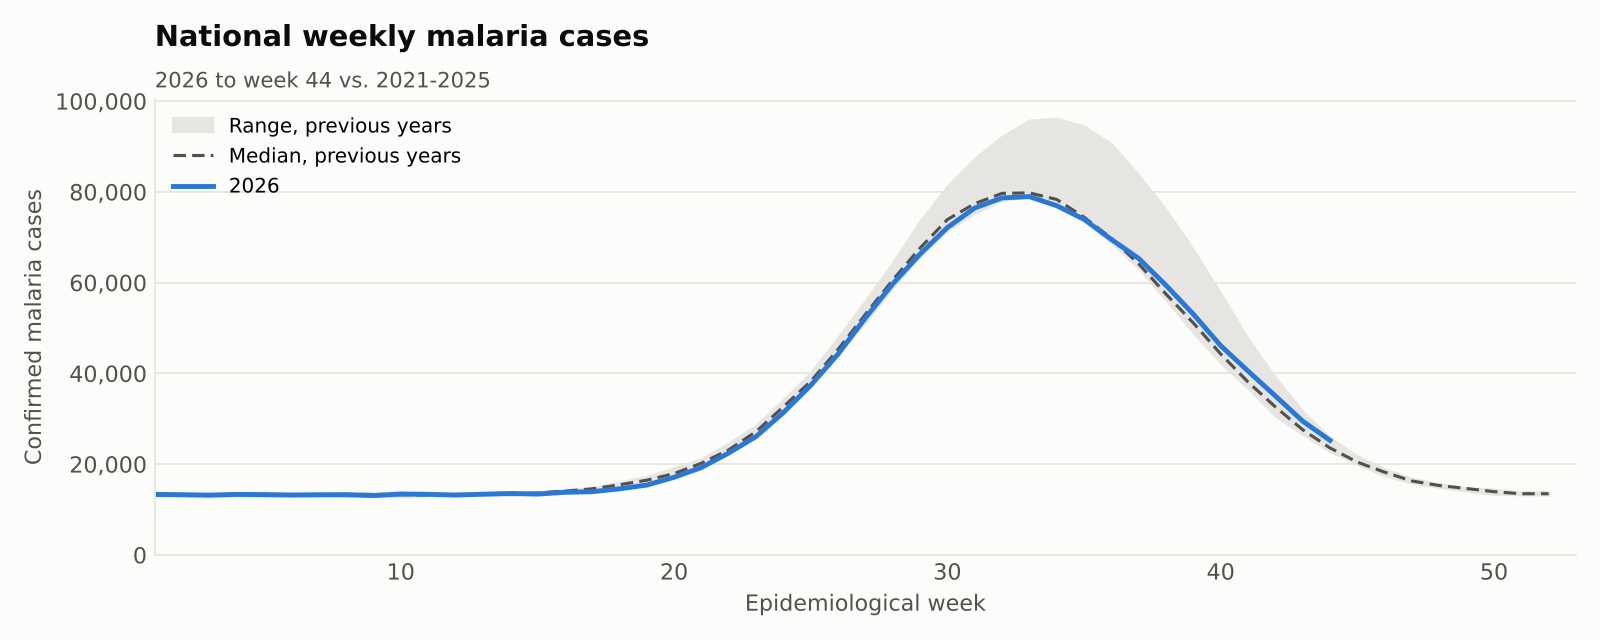 National weekly malaria cases
2026 to week 44 vs. 2021-2025
Range, previous years
Median, previous years
2026
Confirmed malaria cases
100,000
80,000
60,000
40,000
20,000
0
10
20
30
40
50
Epidemiological week